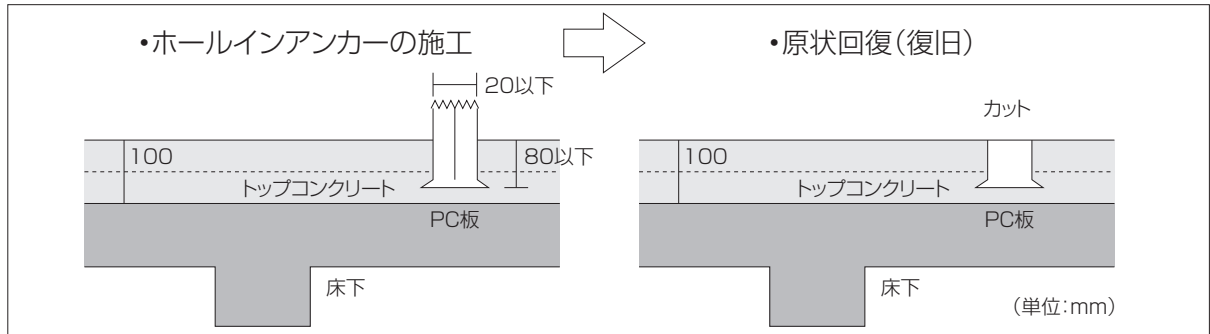 •ホールインアンカーの施工
20以下
100
80以下
トップコンクリート
PC板
床下
•原状回復(復旧)
カット
100
トップコンクリート
PC板
床下
(単位:mm)